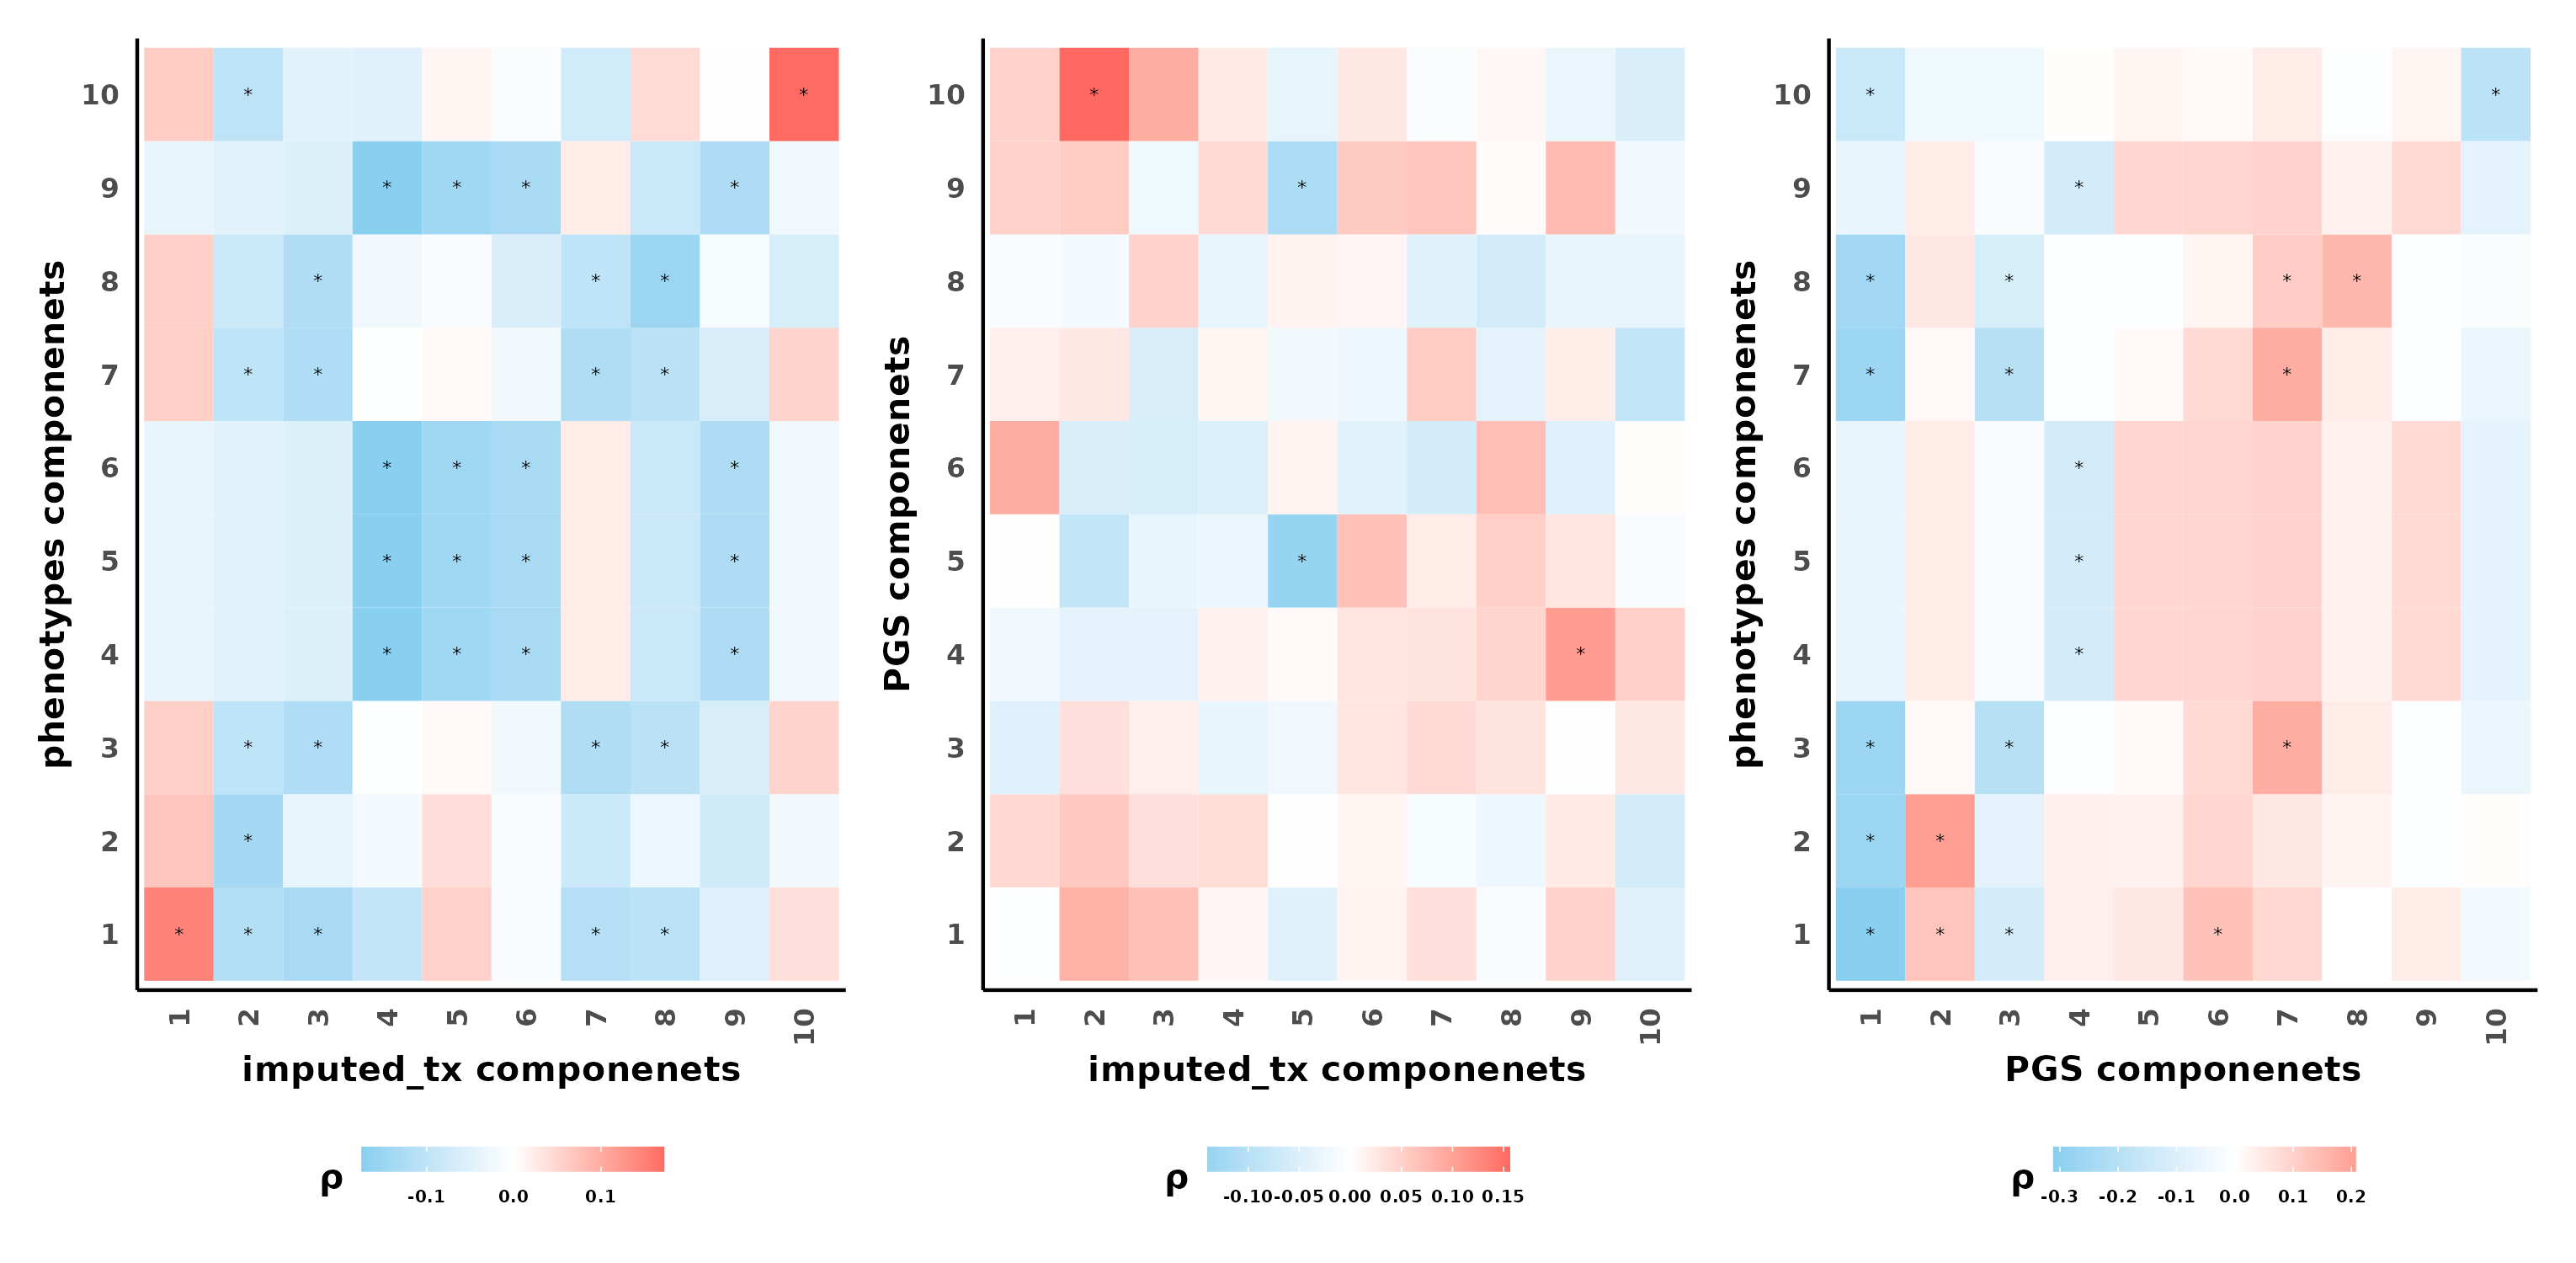 phenotypes componenets
10 * *
9 * * * *
8 * * *
7 * * * *
6 * * * *
5 * * * *
4 * * * *
3 * * * *
2 *
1 * * * * *
1 2 3 4 5 6 7 8 9 10
imputed_tx componenets
ρ
-0.1 0.0 0.1
PGS componenets
10 *
9 *
8
7
6
5 *
4 *
3
2
1
1 2 3 4 5 6 7 8 9 10
imputed_tx componenets
ρ
-0.10 -0.05 0.00 0.05 0.10 0.15
phenotypes componenets
10 * *
9 *
8 * * * *
7 * * *
6 *
5 *
4 *
3 * * *
2 * *
1 * * * *
1 2 3 4 5 6 7 8 9 10
PGS componenets
ρ
-0.3 -0.2 -0.1 0.0 0.1 0.2